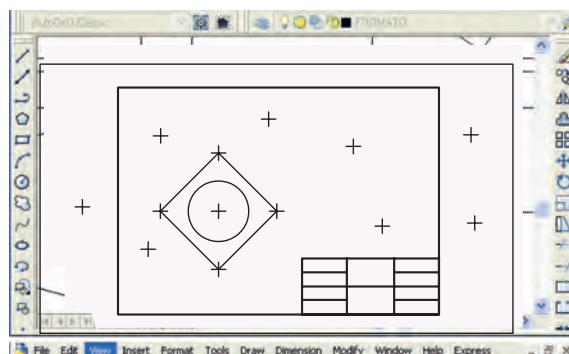 AutoCAD Classic
FORMATO
File Edit View Insert Format Tools Draw Dimension Modify Window Help Express